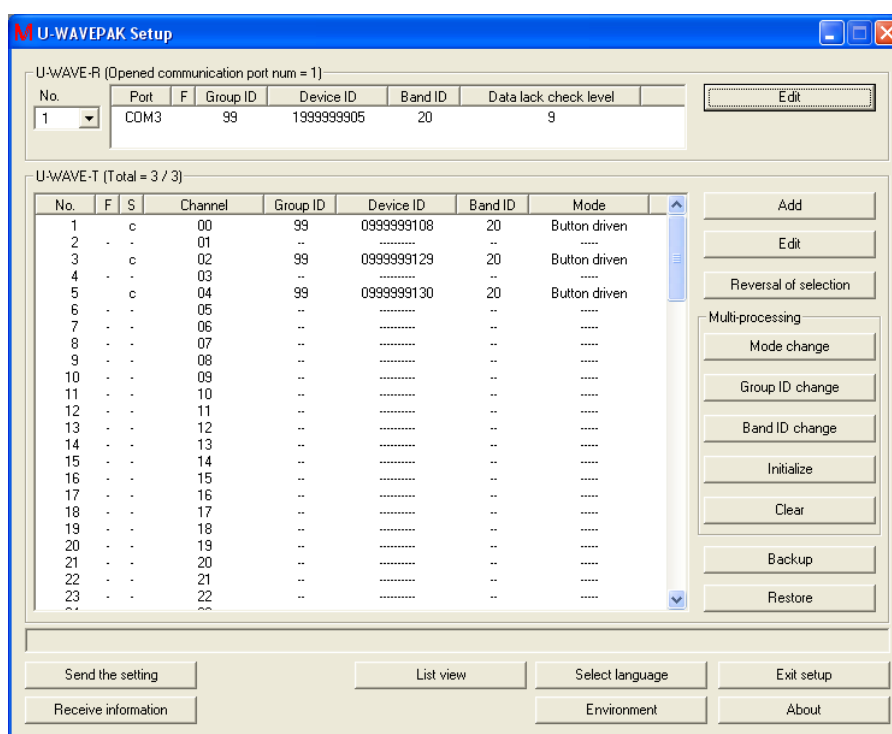 M U-WAVEPAK Setup
U-WAVE-R (Opened communication port num = 1)
No. Port F Group ID Device ID Band ID Data lack check level Edit
1 COM3 99 1999999905 20 9
U-WAVE-T (Total = 3 / 3)
No. F S Channel Group ID Device ID Band ID Mode Add
1 c 00 99 0999999108 20 Button driven
2 - - 01 -- ---------- -- -----
Edit
3 c 02 99 0999999129 20 Button driven
4 - - 03 -- ---------- -- -----
Reversal of selection
5 c 04 99 0999999130 20 Button driven
6 - - 05 -- ---------- -- -----
Multi-processing
7 - - 06 -- ---------- -- -----
8 - - 07 -- ---------- -- -----
Mode change
9 - - 08 -- ---------- -- -----
10 - - 09 -- ---------- -- -----
Group ID change
11 - - 10 -- ---------- -- -----
12 - - 11 -- ---------- -- -----
13 - - 12 -- ---------- -- -----
Band ID change
14 - - 13 -- ---------- -- -----
15 - - 14 -- ---------- -- -----
Initialize
16 - - 15 -- ---------- -- -----
17 - - 16 -- ---------- -- -----
18 - - 17 -- ---------- -- -----
Clear
19 - - 18 -- ---------- -- -----
20 - - 19 -- ---------- -- -----
21 - - 20 -- ---------- -- -----
Backup
22 - - 21 -- ---------- -- -----
23 - - 22 -- ---------- -- -----
Restore
Send the setting List view Select language Exit setup
Receive information Environment About